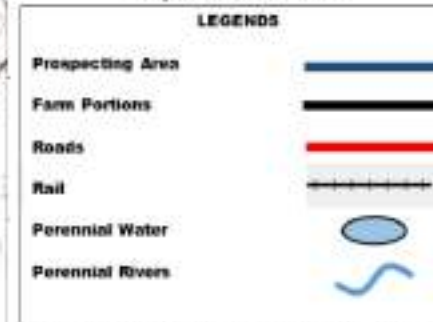 LEGENDS
Prospecting Area
Farm Portions
Roads
Rail
Perennial Water
Perennial Rivers